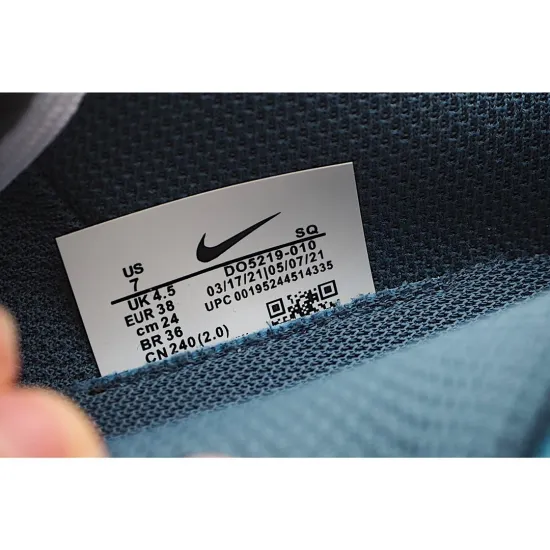 US
7
UK 4.5
EUR 38
cm 24
BR 36
CN 240 (2.0)
SQ
DO5219-010
03/17/21|05/07/21
UPC 00195244514335